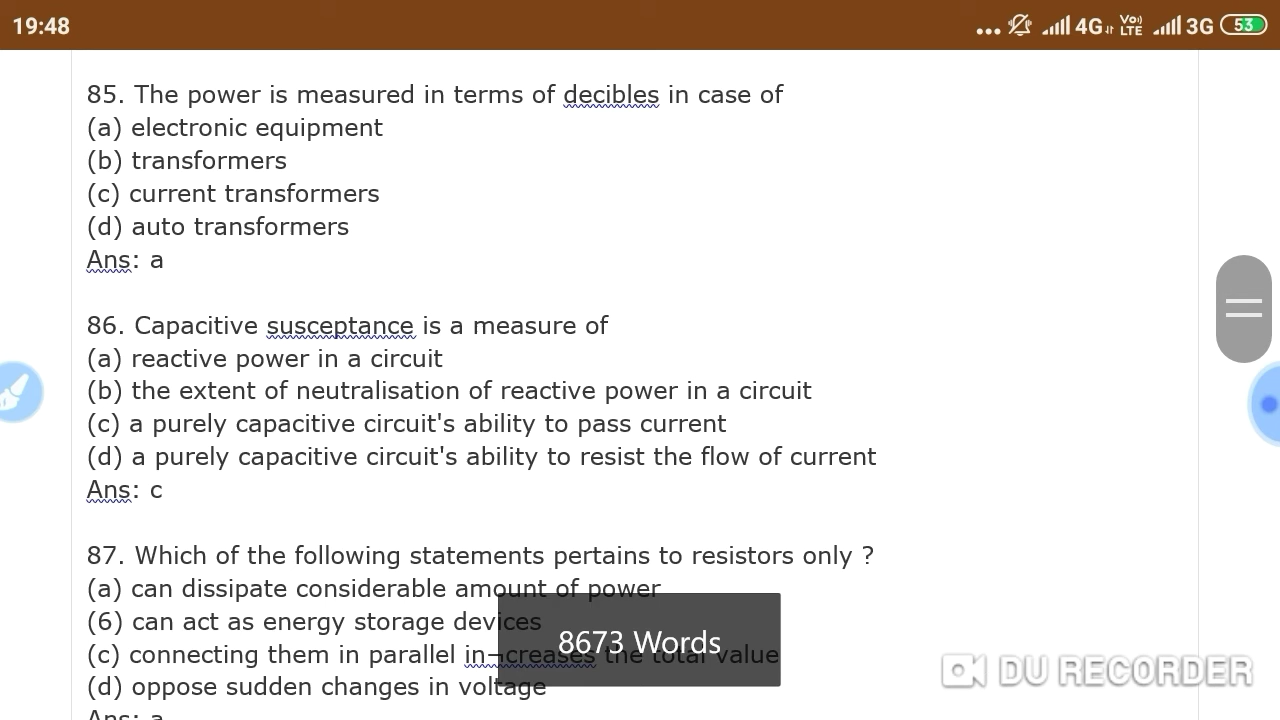 19:48
4G
Vo))
LTE
3G
53
85. The power is measured in terms of decibles in case of
(a) electronic equipment
(b) transformers
(c) current transformers
(d) auto transformers
Ans: a
86. Capacitive susceptance is a measure of
(a) reactive power in a circuit
(b) the extent of neutralisation of reactive power in a circuit
(c) a purely capacitive circuit's ability to pass current
(d) a purely capacitive circuit's ability to resist the flow of current
Ans: c
87. Which of the following statements pertains to resistors only ?
(a) can dissipate considerable amount of power
(6) can act as energy storage devices
(c) connecting them in parallel in¬creases the total value
8673 Words
DU RECORDER
(d) oppose sudden changes in voltage
Ans: a